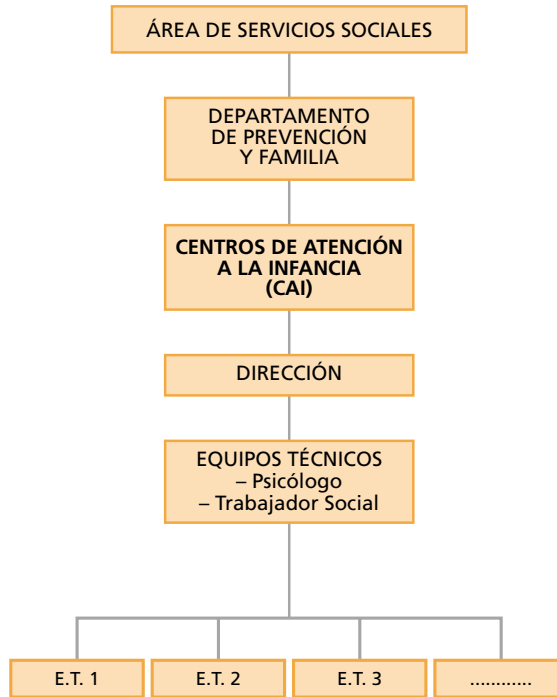 ÁREA DE SERVICIOS SOCIALES
DEPARTAMENTO
DE PREVENCIÓN
Y FAMILIA
CENTROS DE ATENCIÓN
A LA INFANCIA
(CAI)
DIRECCIÓN
EQUIPOS TÉCNICOS
– Psicólogo
– Trabajador Social
E.T. 1
E.T. 2
E.T. 3
............